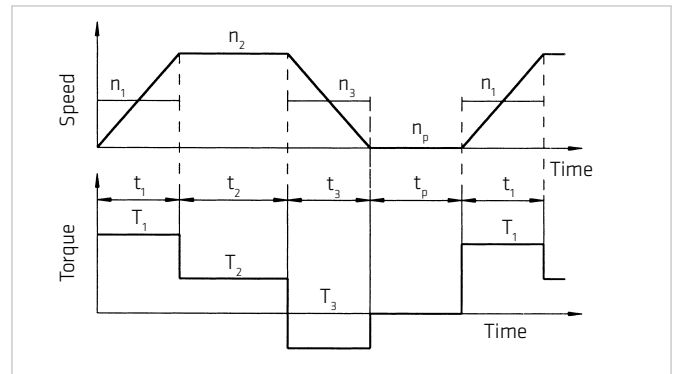 Speed
n₁ n₂ n₃ nₚ n₁
Time
t₁ t₂ t₃ tₚ t₁
Torque
T₁ T₂ T₃ T₁
Time